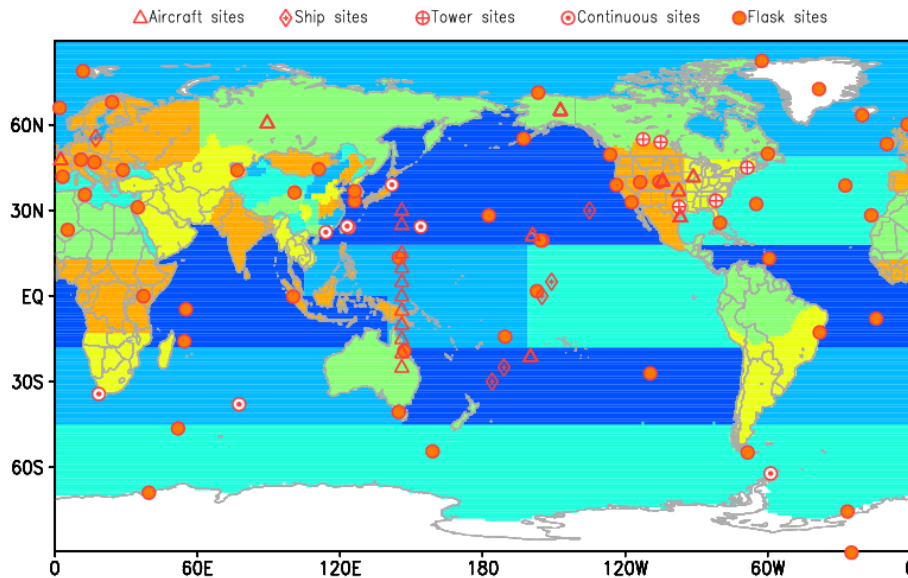 Aircraft sites Ship sites Tower sites Continuous sites Flask sites
60N
30N
EQ
30S
60S
0 60E 120E 180 120W 60W 0